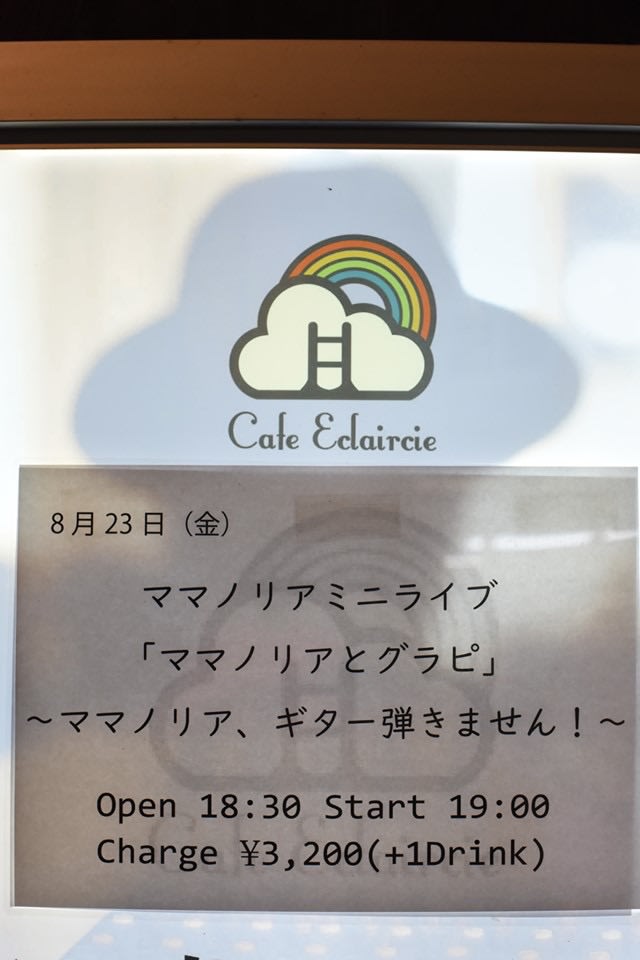 Cafe Eclaircie
8月23日（金）
ママノリアミニライブ
「ママノリアとグラピ」
～ママノリア、ギター弾きません！～
Open 18:30 Start 19:00
Charge ¥3,200(+1Drink)